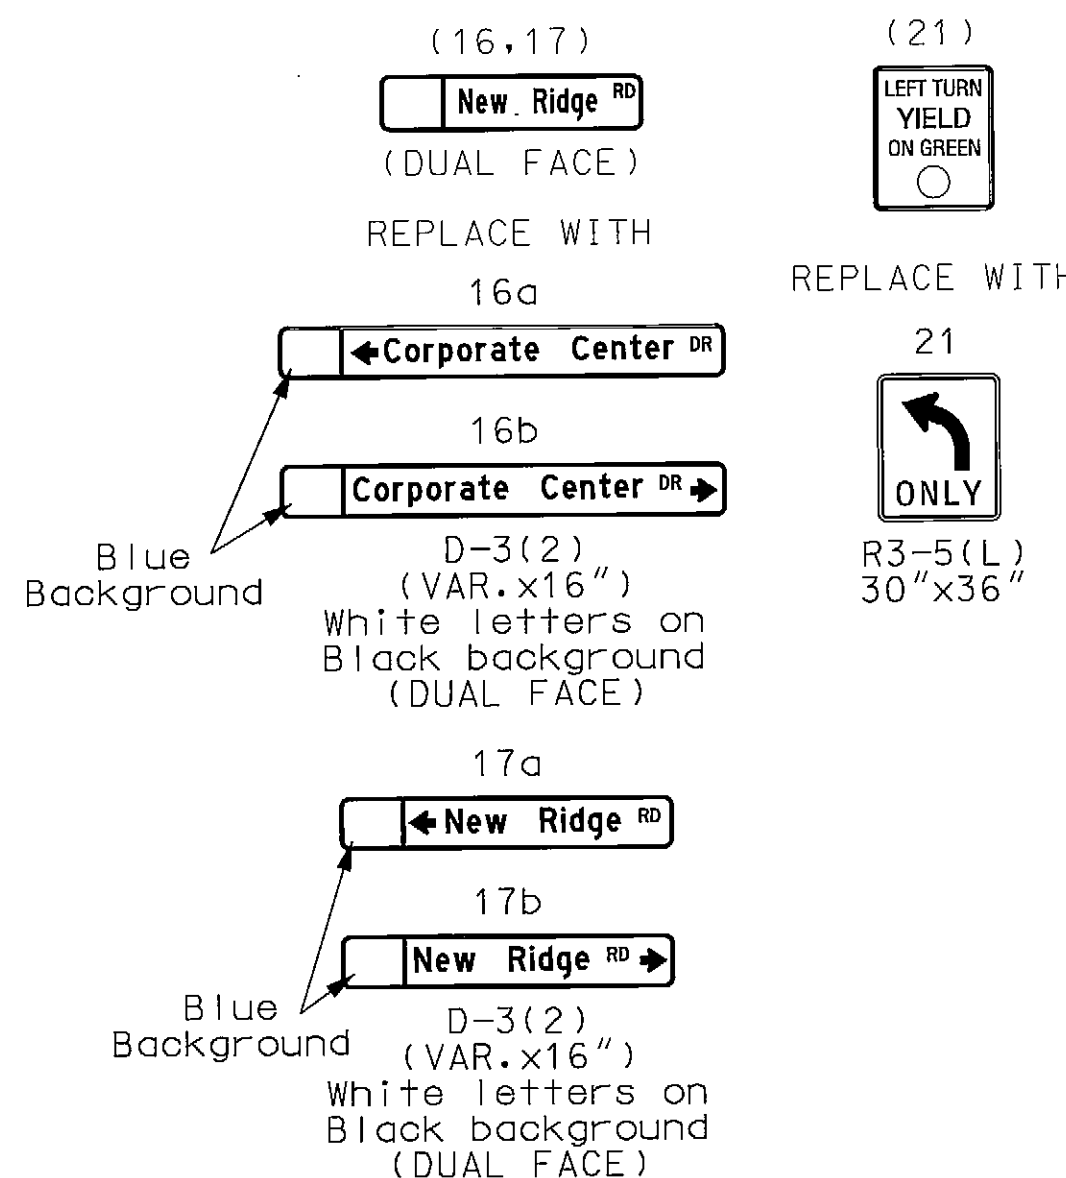 (16,17)
New Ridge RD
(DUAL FACE)
REPLACE WITH
16a
Corporate Center DR
16b
Corporate Center DR
Blue
Background
D-3(2)
(VAR.x16")
White letters on
Black background
(DUAL FACE)
17a
New Ridge RD
17b
New Ridge RD
Blue
Background
D-3(2)
(VAR.x16")
White letters on
Black background
(DUAL FACE)
(21)
LEFT TURN
YIELD
ON GREEN
REPLACE WITH
21
ONLY
R3-5(L)
30"x36"